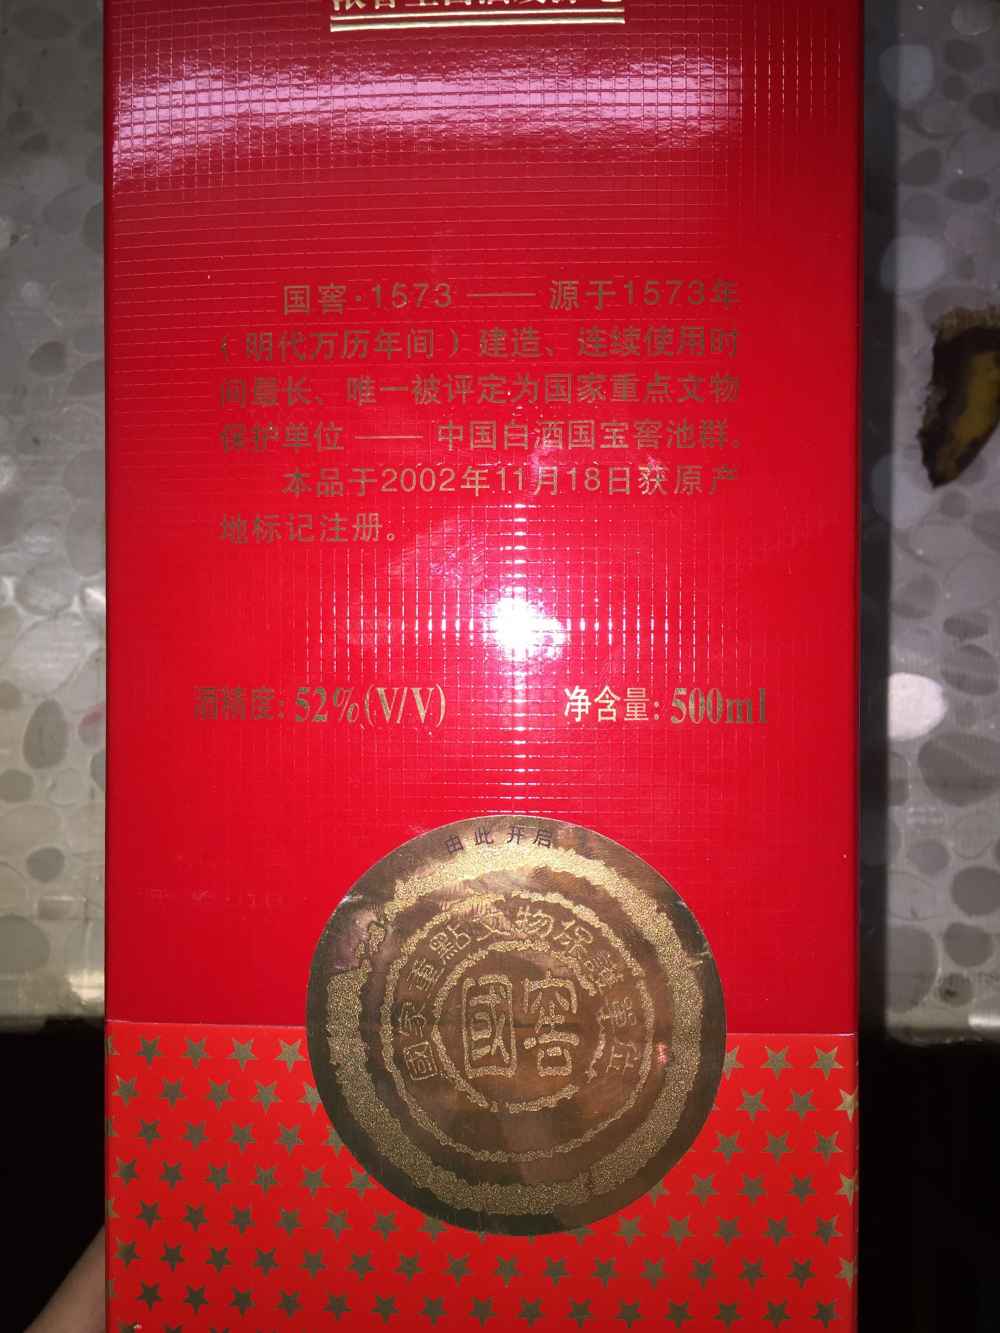 国窖·1573 —— 源于1573年
（明代万历年间）建造、连续使用时
间最长、唯一被评定为国家重点文物
保护单位 —— 中国白酒国宝窖池群。
本品于2002年11月18日获原产
地标记注册。
酒精度: 52%(V/V) 净含量: 500ml
由此开启
國家重點文物保護單位
國窖